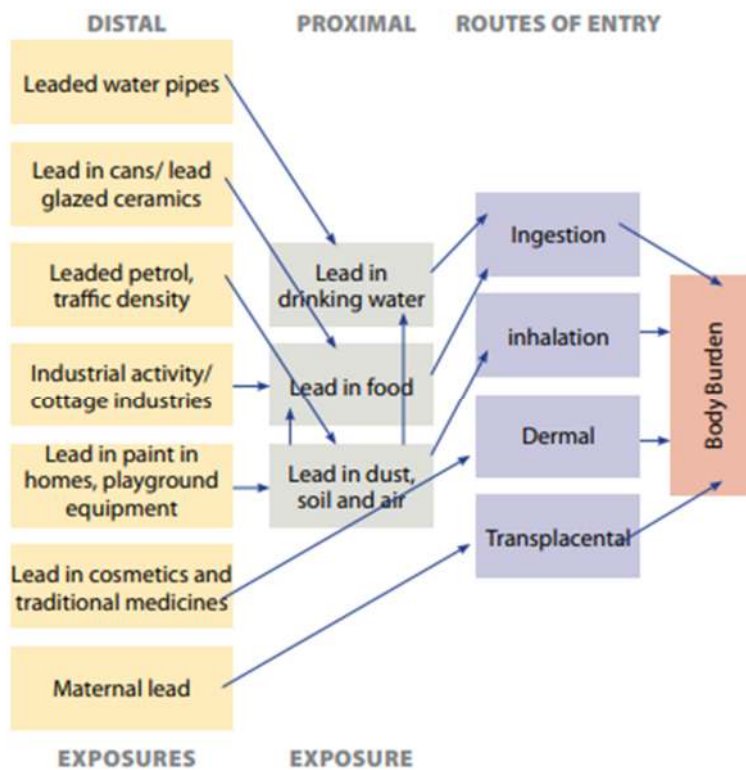 DISTAL
PROXIMAL
ROUTES OF ENTRY
Leaded water pipes
Lead in cans/ lead
glazed ceramics
Leaded petrol,
traffic density
Industrial activity/
cottage industries
Lead in paint in
homes, playground
equipment
Lead in cosmetics and
traditional medicines
Maternal lead
Lead in
drinking water
Lead in food
Lead in dust,
soil and air
Ingestion
inhalation
Dermal
Transplacental
Body Burden
EXPOSURES
EXPOSURE